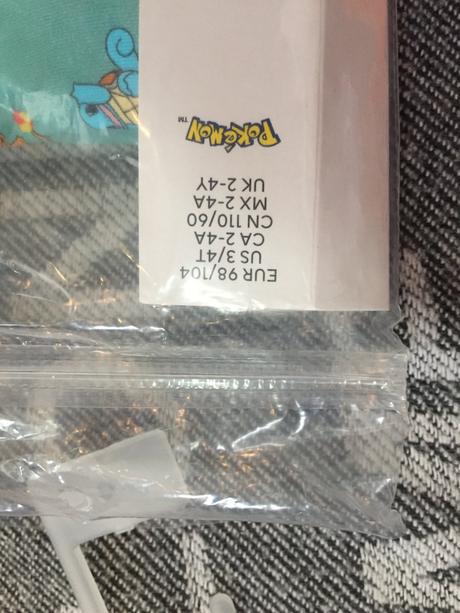 EUR 98/104
US 3/4T
CA 2-4A
CN 110/60
MX 2-4A
UK 2-4Y
POKéMON™